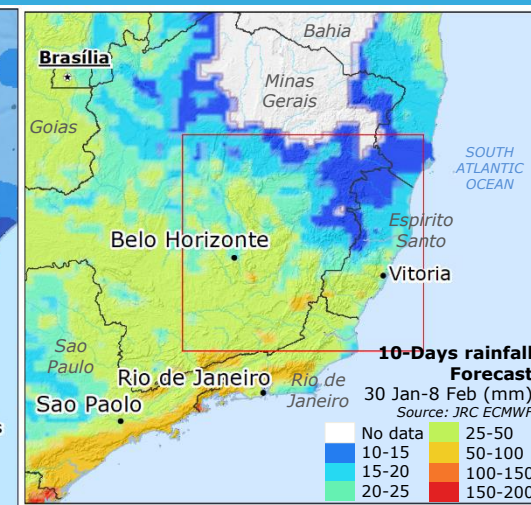 Bahia
Brasília
Minas
Gerais
Goias
SOUTH
ATLANTIC
OCEAN
Espirito
Santo
Belo Horizonte
Vitoria
Sao
Paulo
Rio de Janeiro
Rio de
Janeiro
Sao Paolo
10-Days rainfall
Forecast
30 Jan-8 Feb (mm)
Source: JRC ECMWF
No data
10-15
15-20
20-25
25-50
50-100
100-150
150-200